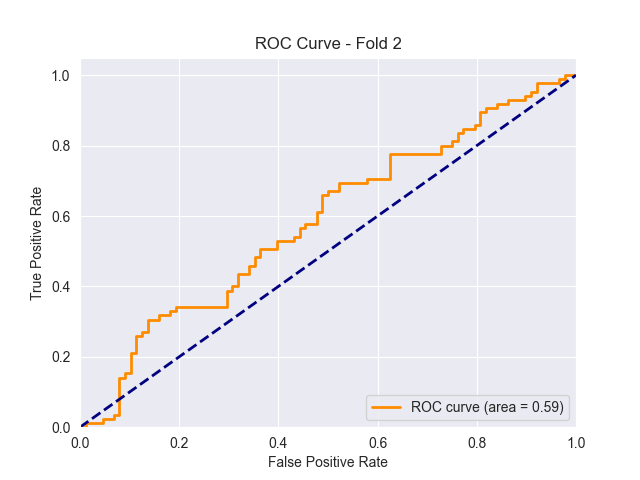 ROC Curve - Fold 2
True Positive Rate
1.0
0.8
0.6
0.4
0.2
0.0
0.0 0.2 0.4 0.6 0.8 1.0
False Positive Rate
ROC curve (area = 0.59)